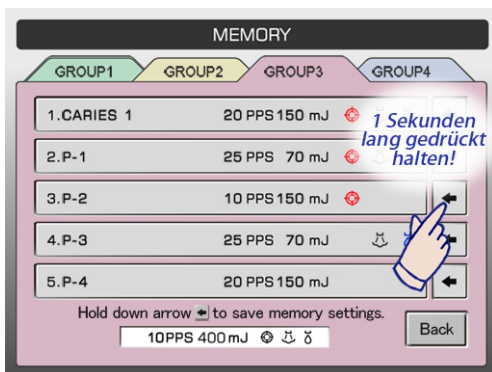 MEMORY
GROUP1 GROUP2 GROUP3 GROUP4
1.CARIES 1 20 PPS 150 mJ
1 Sekunden
lang gedrückt
halten!
2.P-1 25 PPS 70 mJ
3.P-2 10 PPS 150 mJ
4.P-3 25 PPS 70 mJ
5.P-4 20 PPS 150 mJ
Hold down arrow to save memory settings.
10PPS 400mJ
Back